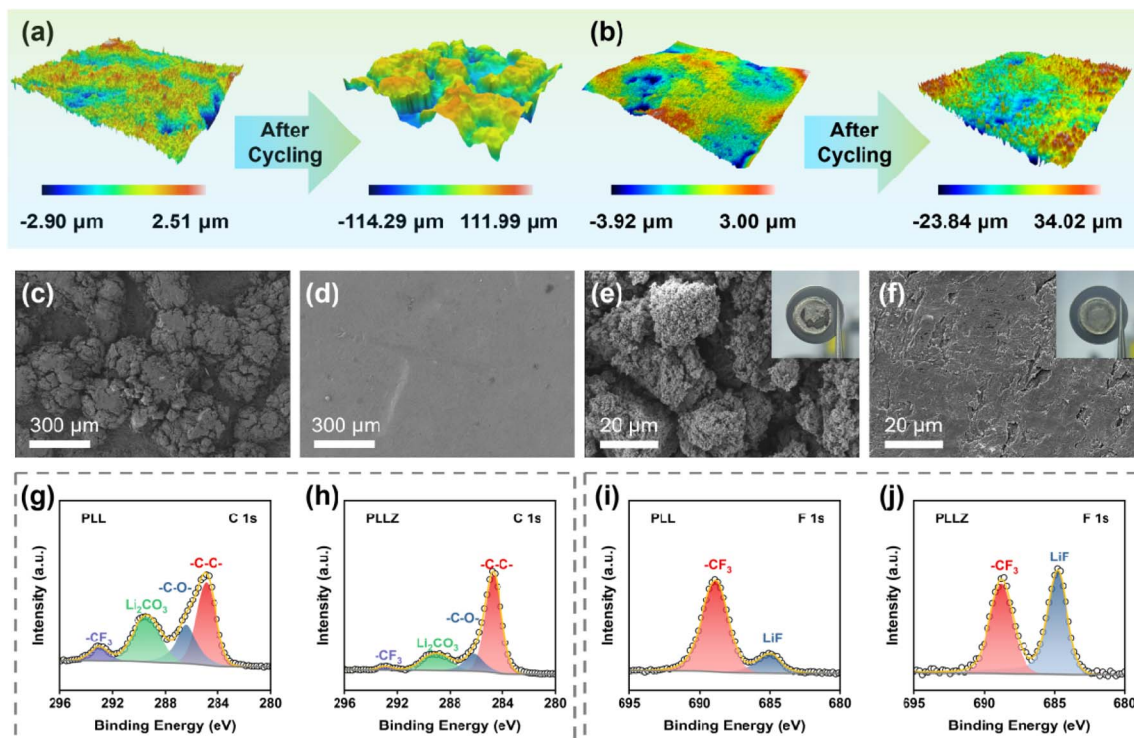 (a)
(b)
After
Cycling
After
Cycling
-2.90 µm 2.51 µm
-114.29 µm 111.99 µm
-3.92 µm 3.00 µm
-23.84 µm 34.02 µm
(c)
300 µm
(d)
300 µm
(e)
20 µm
(f)
20 µm
(g)
PLL C 1s
-C-C-
-C-O-
Li₂CO₃
-CF₃
Intensity (a.u.)
296 292 288 284 280
Binding Energy (eV)
(h)
PLLZ C 1s
-C-C-
-C-O-
Li₂CO₃
-CF₃
Intensity (a.u.)
296 292 288 284 280
Binding Energy (eV)
(i)
PLL F 1s
-CF₃
LiF
Intensity (a.u.)
695 690 685 680
Binding Energy (eV)
(j)
PLLZ F 1s
-CF₃
LiF
Intensity (a.u.)
695 690 685 680
Binding Energy (eV)